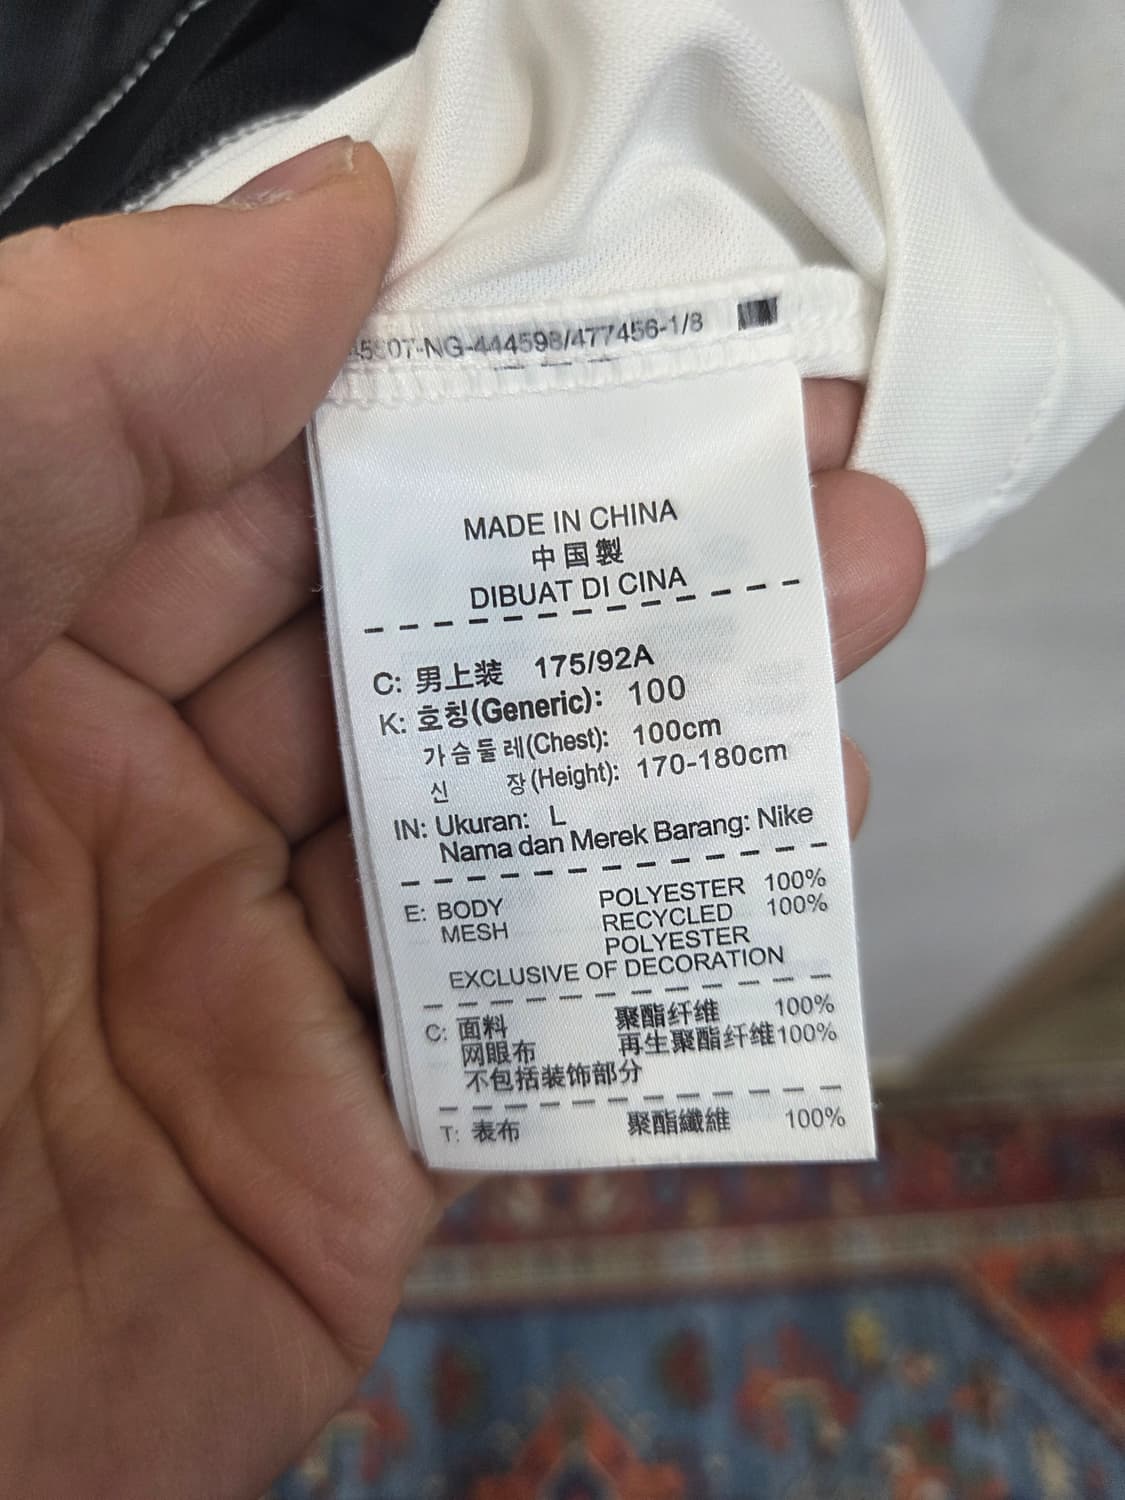 07-NG-444598/477456-1/8
MADE IN CHINA
中国製
DIBUAT DI CINA
C: 男上装 175/92A
K: 호칭(Generic): 100
가슴둘레(Chest): 100cm
신 장(Height): 170-180cm
IN: Ukuran: L
Nama dan Merek Barang: Nike
E: BODY POLYESTER 100%
MESH RECYCLED 100%
POLYESTER
EXCLUSIVE OF DECORATION
C: 面料 聚酯纤维 100%
网眼布 再生聚酯纤维100%
不包括装饰部分
T: 表布 聚酯纖維 100%